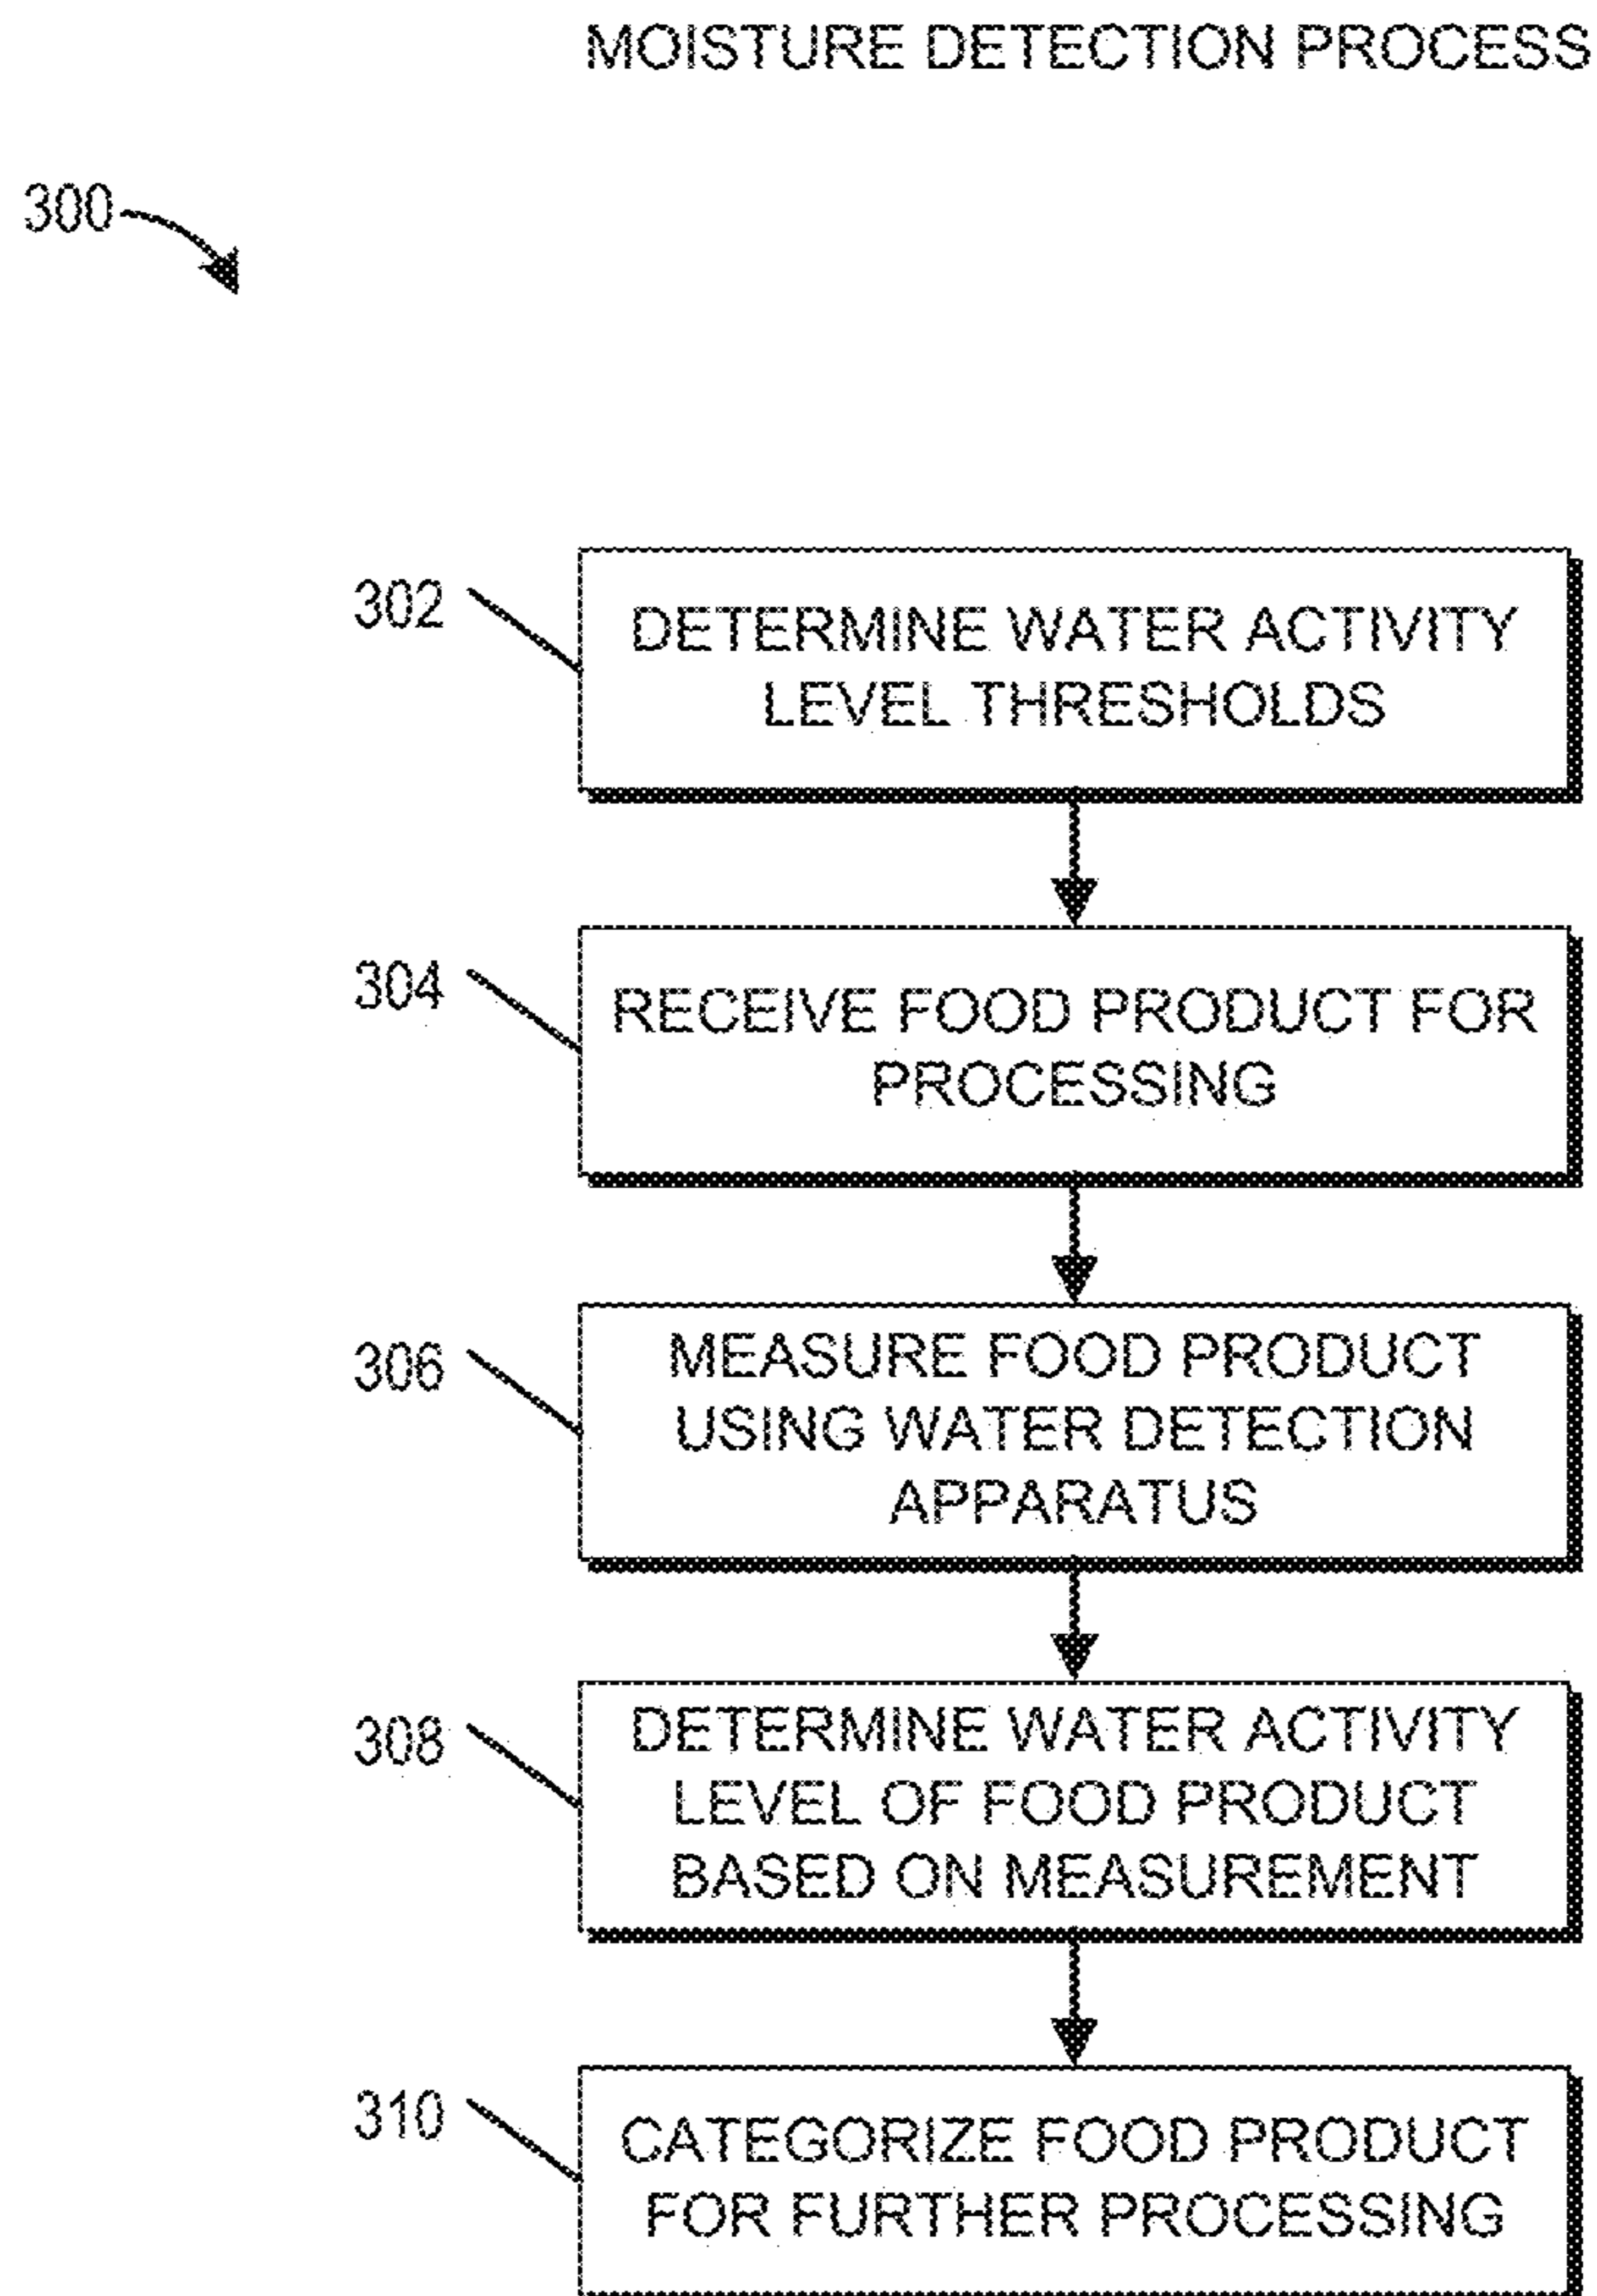 MOISTURE DETECTION PROCESS
300
302
DETERMINE WATER ACTIVITY
LEVEL THRESHOLDS
304
RECEIVE FOOD PRODUCT FOR
PROCESSING
306
MEASURE FOOD PRODUCT
USING WATER DETECTION
APPARATUS
308
DETERMINE WATER ACTIVITY
LEVEL OF FOOD PRODUCT
BASED ON MEASUREMENT
310
CATEGORIZE FOOD PRODUCT
FOR FURTHER PROCESSING